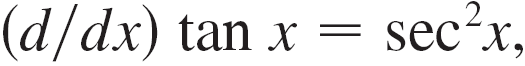 (d/dx) tan x = sec²x,